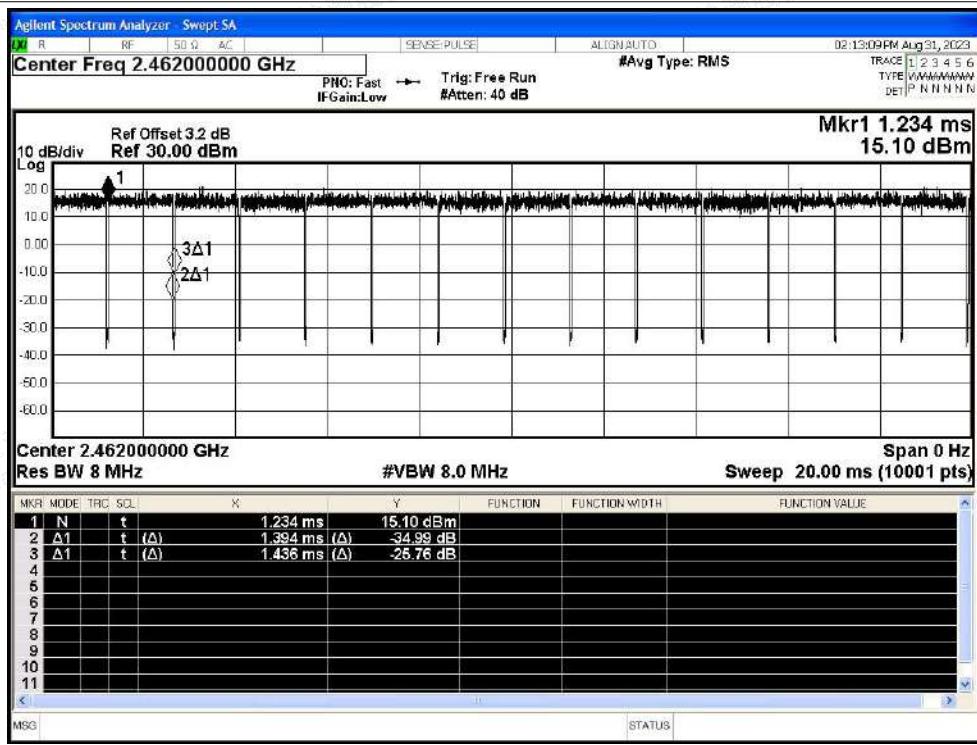 Agilent Spectrum Analyzer - Swept SA
LXI R RF 50 Ω AC SENSE:PULSE ALIGNAUTO 02:13:09 PM Aug 31, 2023
Center Freq 2.462000000 GHz #Avg Type: RMS TRACE 1 2 3 4 5 6
PNO: Fast Trig: Free Run TYPE
IFGain:Low #Atten: 40 dB DET P N N N N N
Mkr1 1.234 ms
Ref Offset 3.2 dB
10 dB/div Ref 30.00 dBm 15.10 dBm
Log
1
20.0
10.0
0.00
3Δ1
-10.0
2Δ1
-20.0
-30.0
-40.0
-50.0
-60.0
Center 2.462000000 GHz Span 0 Hz
Res BW 8 MHz #VBW 8.0 MHz Sweep 20.00 ms (10001 pts)
MKR MODE TRC SCL X Y FUNCTION FUNCTION WIDTH FUNCTION VALUE
1 N t 1.234 ms 15.10 dBm
2 Δ1 t (Δ) 1.394 ms (Δ) -34.99 dB
3 Δ1 t (Δ) 1.436 ms (Δ) -25.76 dB
4
5
6
7
8
9
10
11
MSG STATUS